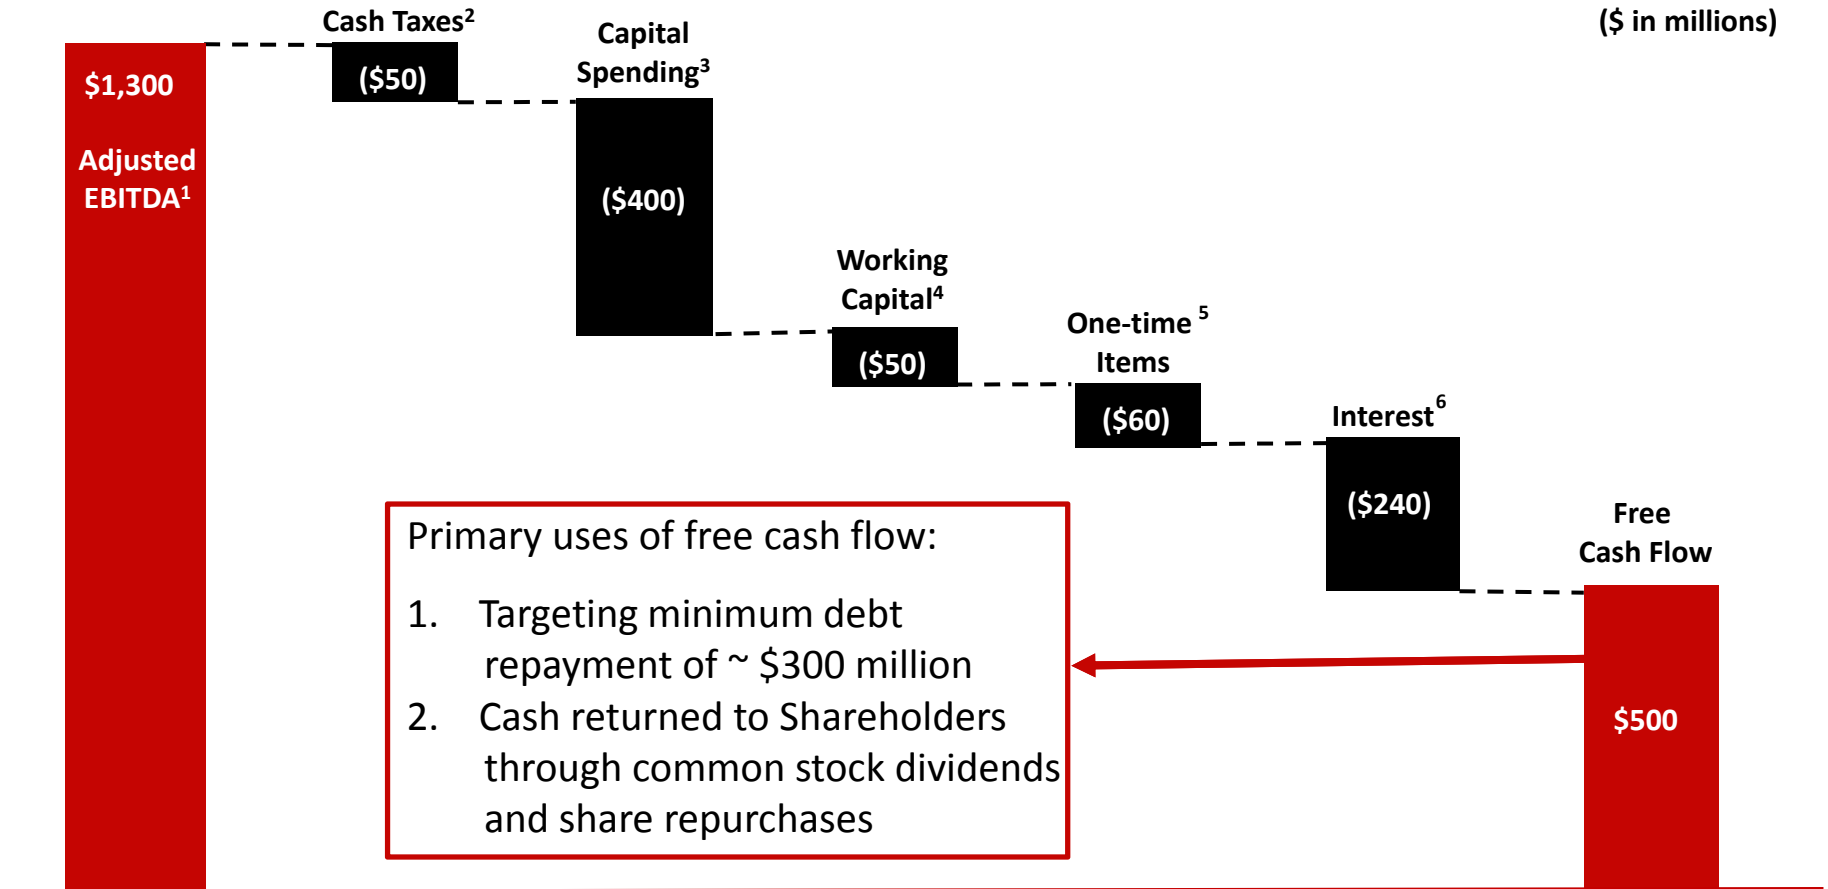 Cash Taxes²
($50)
Capital
Spending³
($400)
($ in millions)
$1,300
Adjusted
EBITDA¹
Working
Capital⁴
($50)
One-time ⁵
Items
($60)
Interest⁶
($240)
Free
Cash Flow
$500
Primary uses of free cash flow:
1. Targeting minimum debt
repayment of ~ $300 million
2. Cash returned to Shareholders
through common stock dividends
and share repurchases